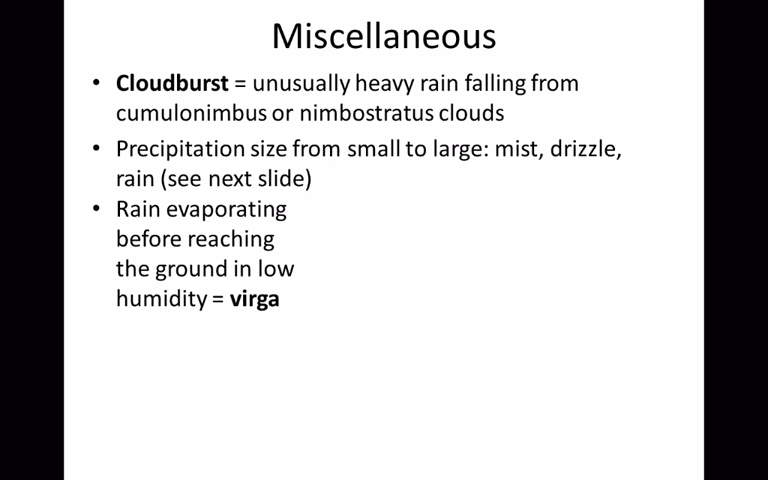 Miscellaneous
• Cloudburst = unusually heavy rain falling from
cumulonimbus or nimbostratus clouds
• Precipitation size from small to large: mist, drizzle,
rain (see next slide)
• Rain evaporating
before reaching
the ground in low
humidity = virga